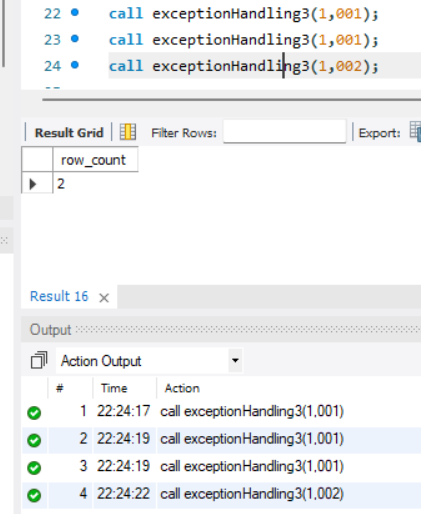 22 call exceptionHandling3(1,001);
23 call exceptionHandling3(1,001);
24 call exceptionHandling3(1,002);
Result Grid Filter Rows: Export:
row_count
2
Result 16 ×
Output
Action Output
# Time Action
1 22:24:17 call exceptionHandling3(1,001)
2 22:24:19 call exceptionHandling3(1,001)
3 22:24:19 call exceptionHandling3(1,001)
4 22:24:22 call exceptionHandling3(1,002)